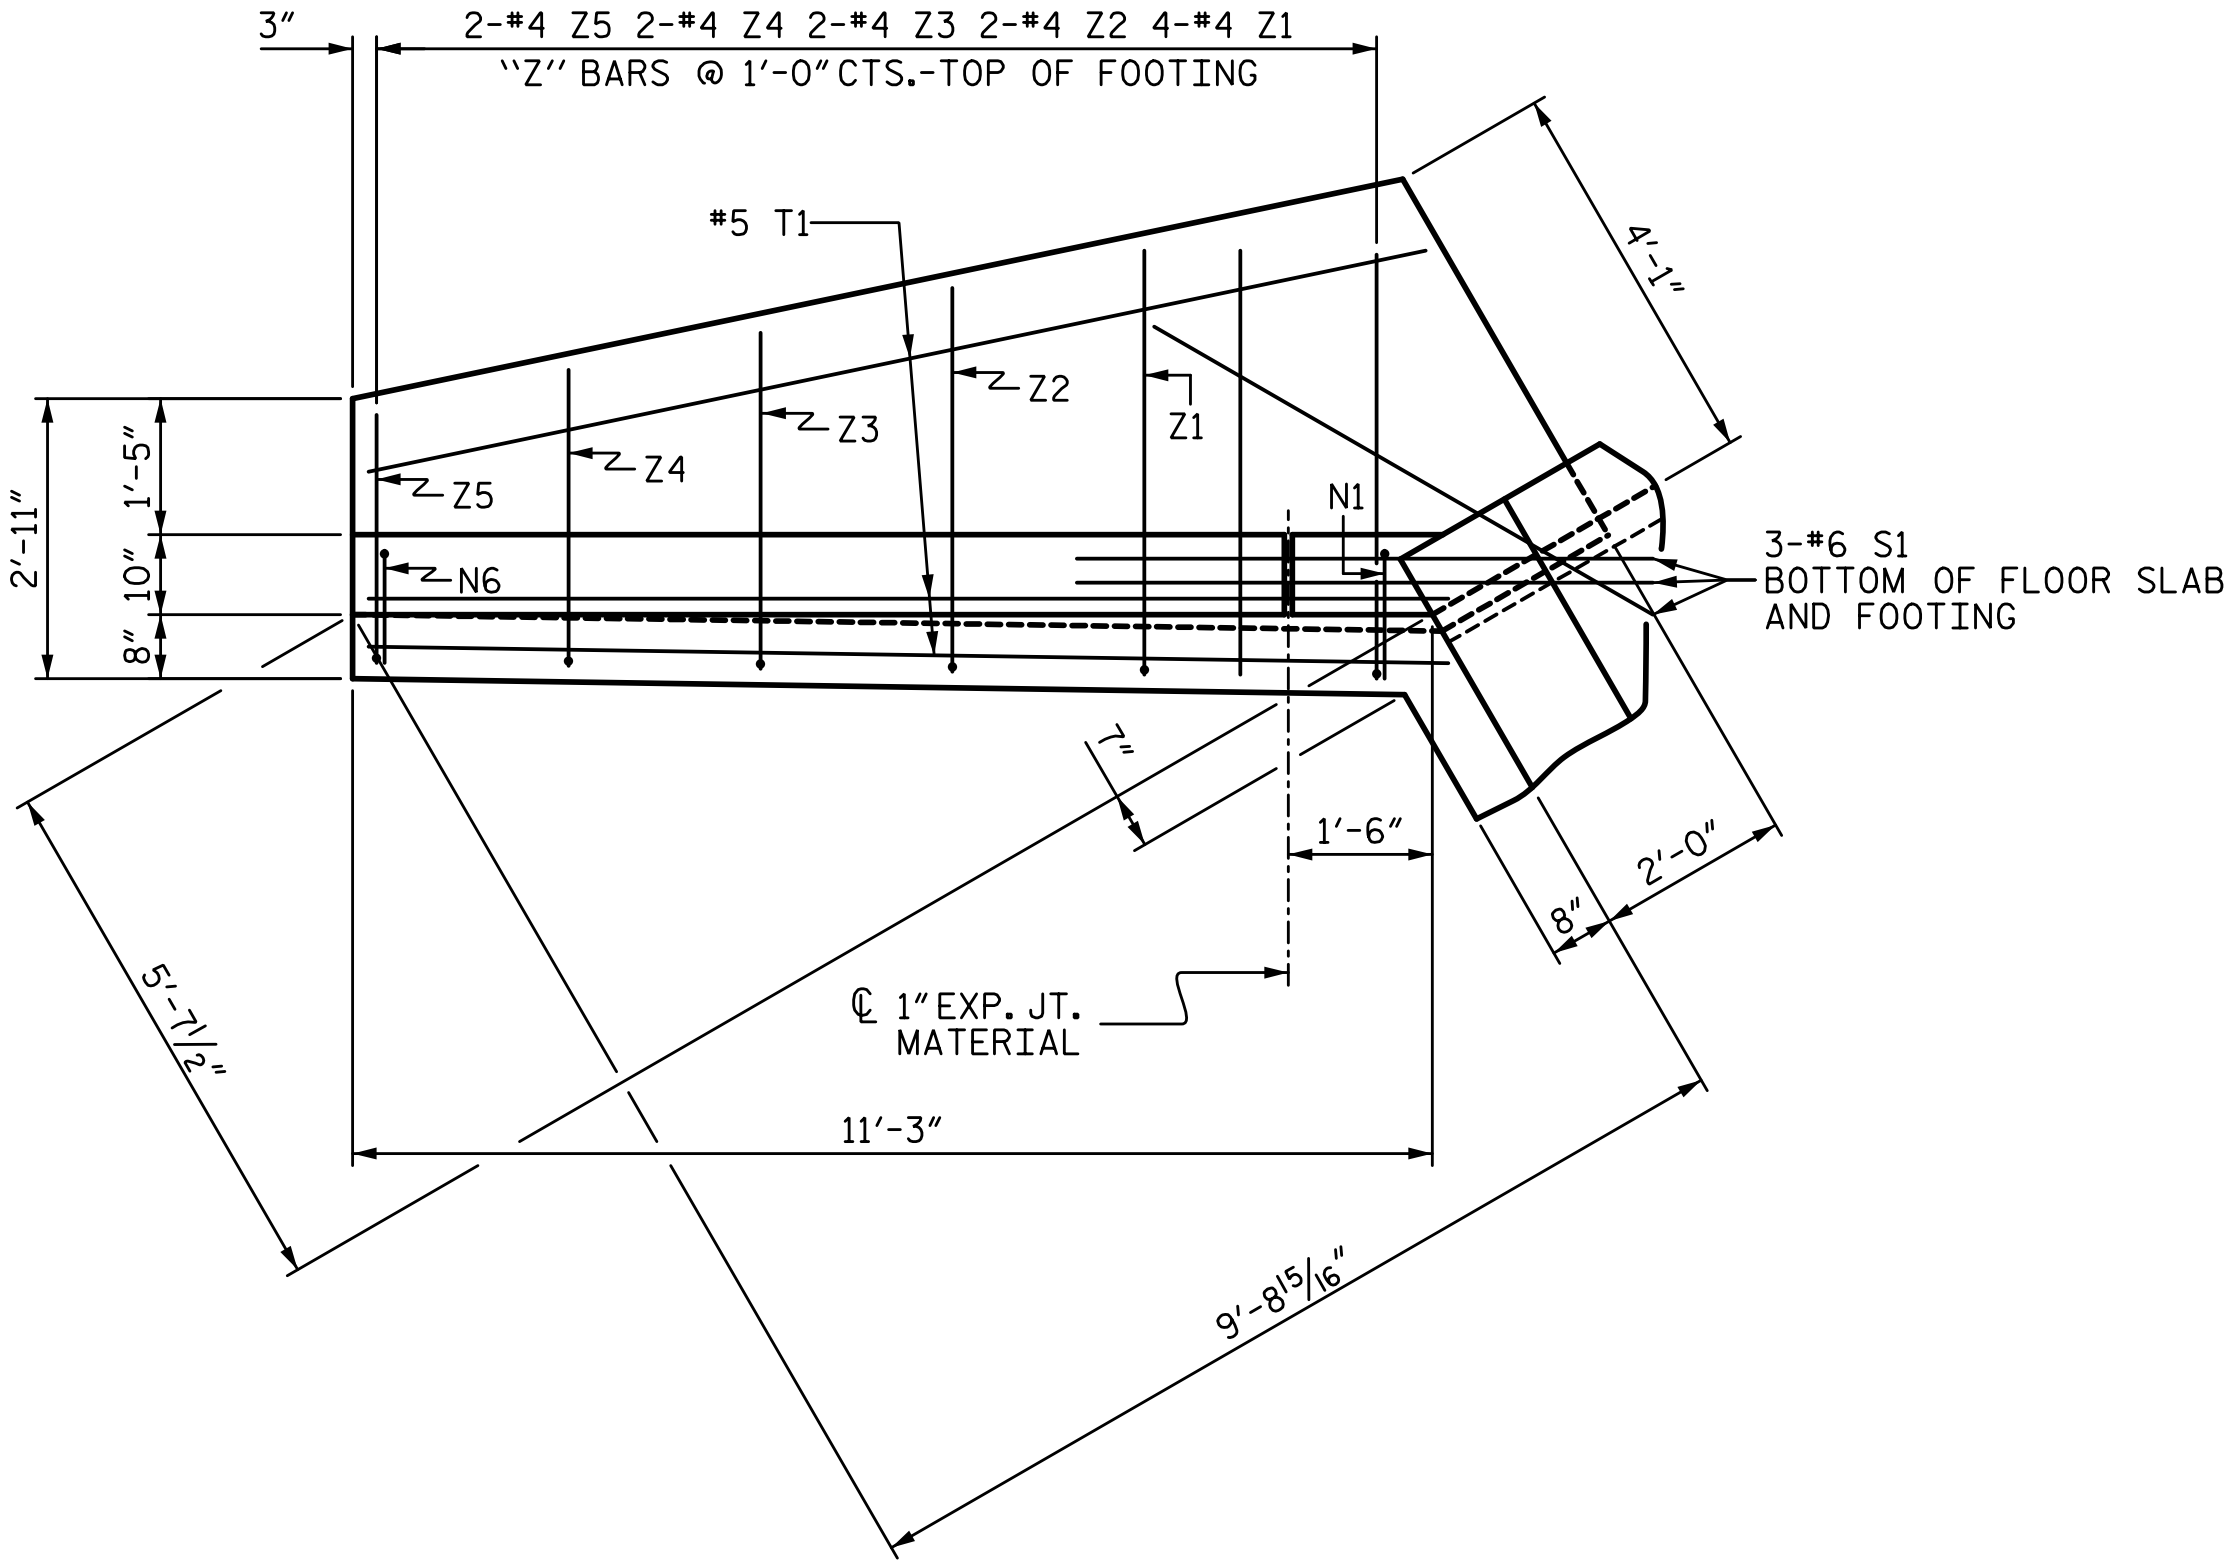 3" 2-#4 Z5 2-#4 Z4 2-#4 Z3 2-#4 Z2 4-#4 Z1
"Z" BARS @ 1'-0" CTS.-TOP OF FOOTING
#5 T1
4'-1"
Z2
Z3
Z1
Z4
Z5
N1
2'-11"
1'-5"
10"
8"
N6
3-#6 S1
BOTTOM OF FLOOR SLAB
AND FOOTING
7"
1'-6"
2'-0"
8"
5'-7 1/2"
℄ 1" EXP. JT.
MATERIAL
11'-3"
9'-8 15/16"